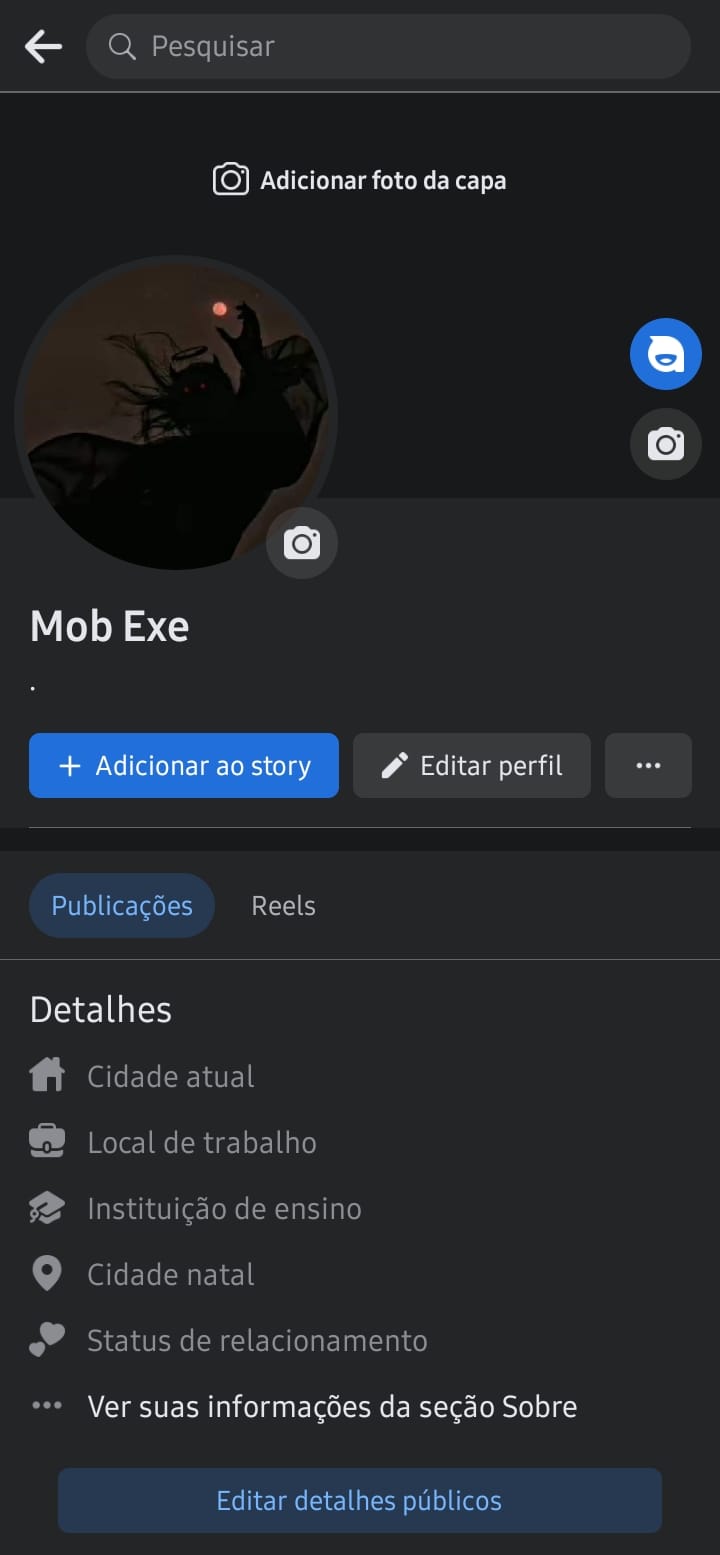 Pesquisar
Adicionar foto da capa
Mob Exe
.
+ Adicionar ao story
Editar perfil
...
Publicações
Reels
Detalhes
Cidade atual
Local de trabalho
Instituição de ensino
Cidade natal
Status de relacionamento
... Ver suas informações da seção Sobre
Editar detalhes públicos